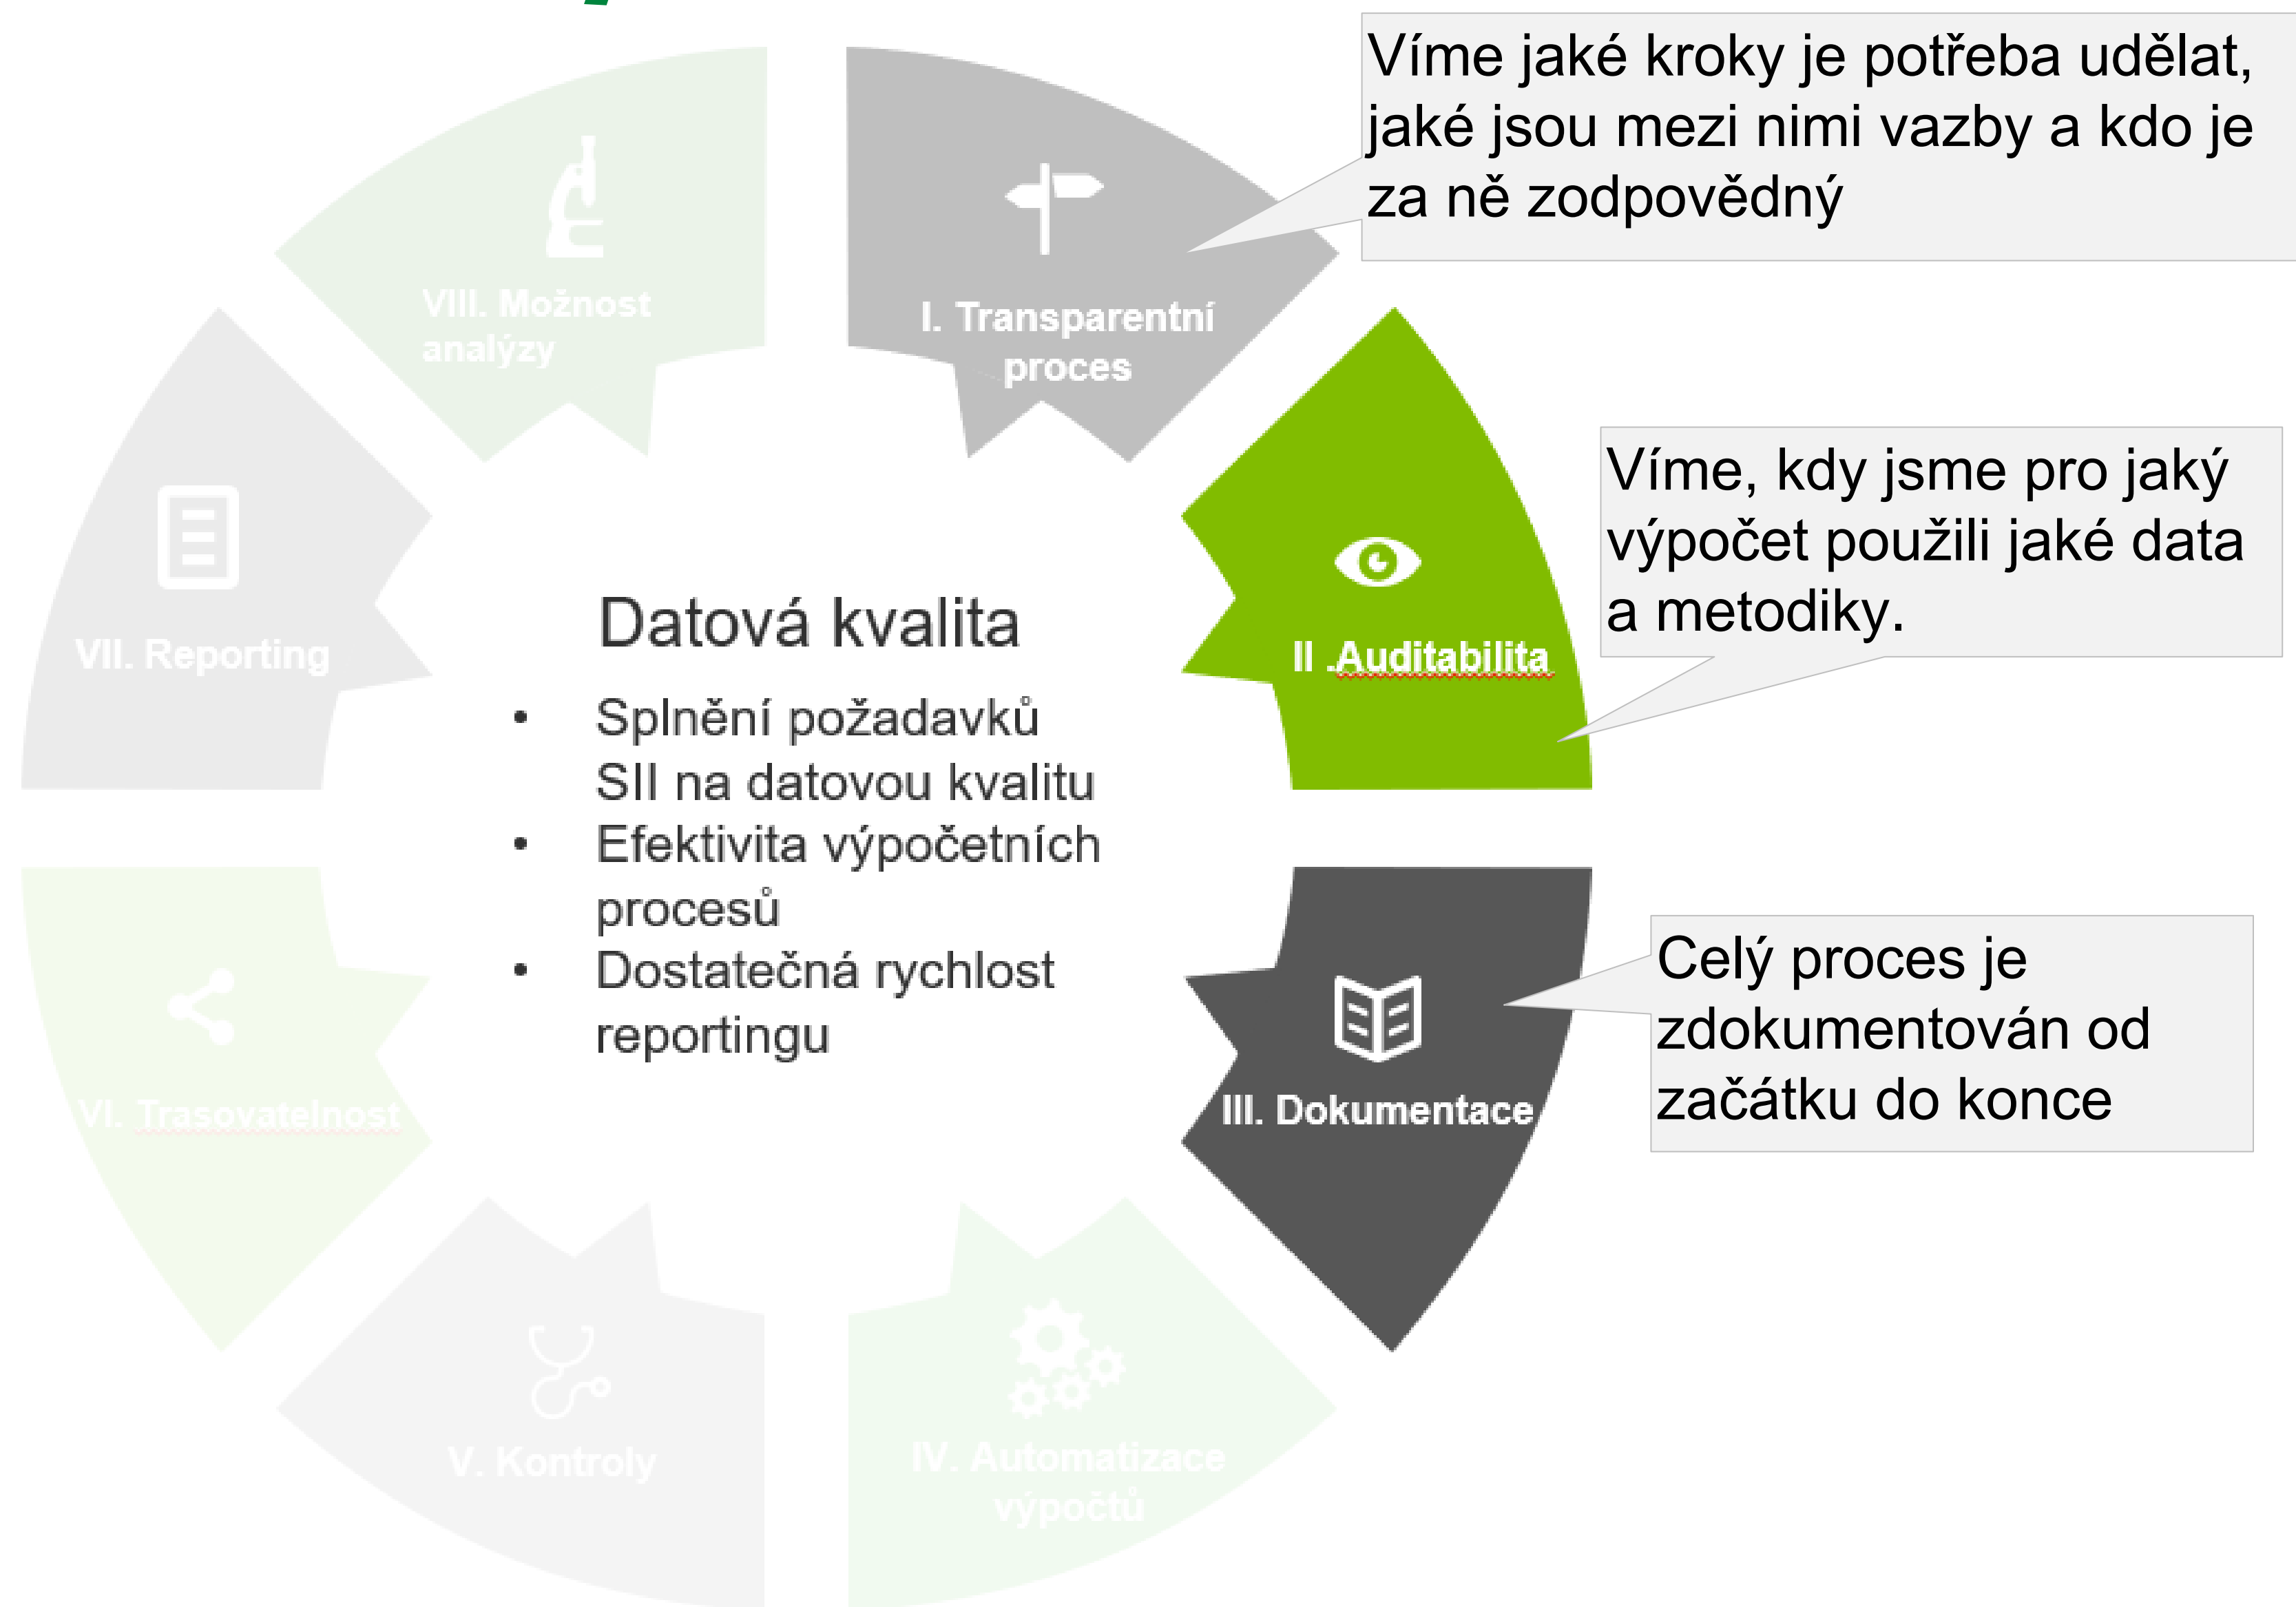 Víme jaké kroky je potřeba udělat,
jaké jsou mezi nimi vazby a kdo je
za ně zodpovědný
VIII. Možnost
analýzy
I. Transparentní
proces
Víme, kdy jsme pro jaký
výpočet použili jaké data
a metodiky.
VII. Reporting
II .Auditabilita
Datová kvalita
• Splnění požadavků
SII na datovou kvalitu
• Efektivita výpočetních
procesů
• Dostatečná rychlost
reportingu
Celý proces je
zdokumentován od
začátku do konce
VI. Trasovatelnost
III. Dokumentace
V. Kontroly
IV. Automatizace
výpočtů